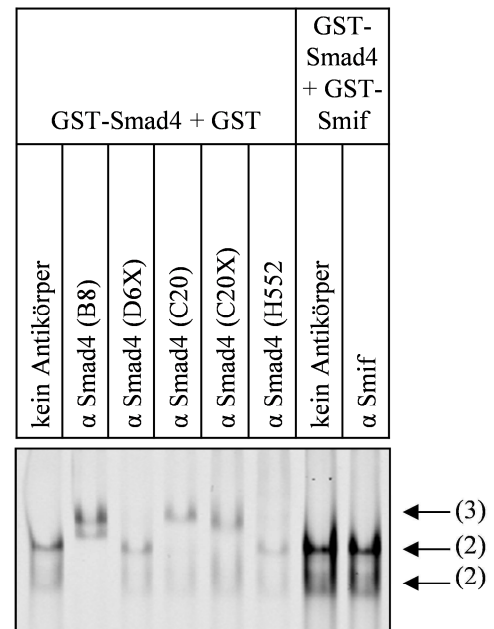 GST-Smad4 + GST
GST-
Smad4
+ GST-
Smif
kein Antikörper
α Smad4 (B8)
α Smad4 (D6X)
α Smad4 (C20)
α Smad4 (C20X)
α Smad4 (H552
kein Antikörper
α Smif
(3)
(2)
(2)